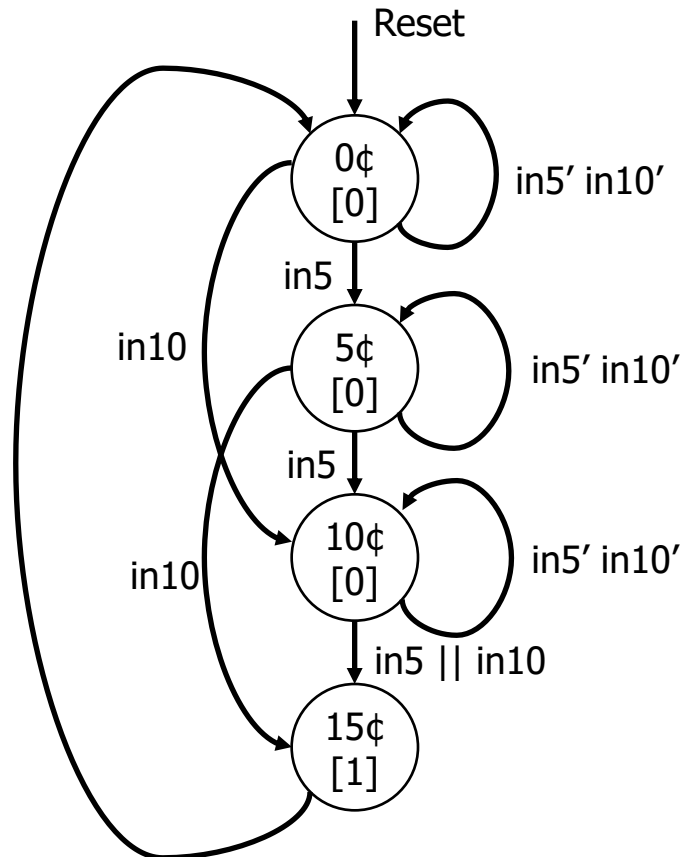 Reset
0¢
[0]
in5′ in10′
in5
in10
5¢
[0]
in5′ in10′
in5
in10
10¢
[0]
in5′ in10′
in5 || in10
15¢
[1]